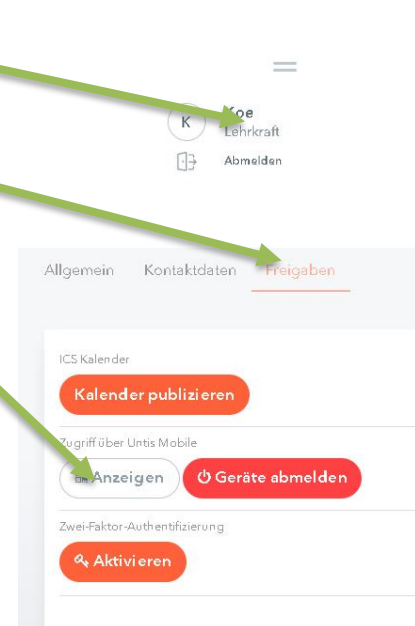 K
Koe
Lehrkraft
Abmelden
Allgemein Kontaktdaten Freigaben
ICS Kalender
Kalender publizieren
Zugriff über Untis Mobile
Anzeigen Geräte abmelden
Zwei-Faktor-Authentifizierung
Aktivieren